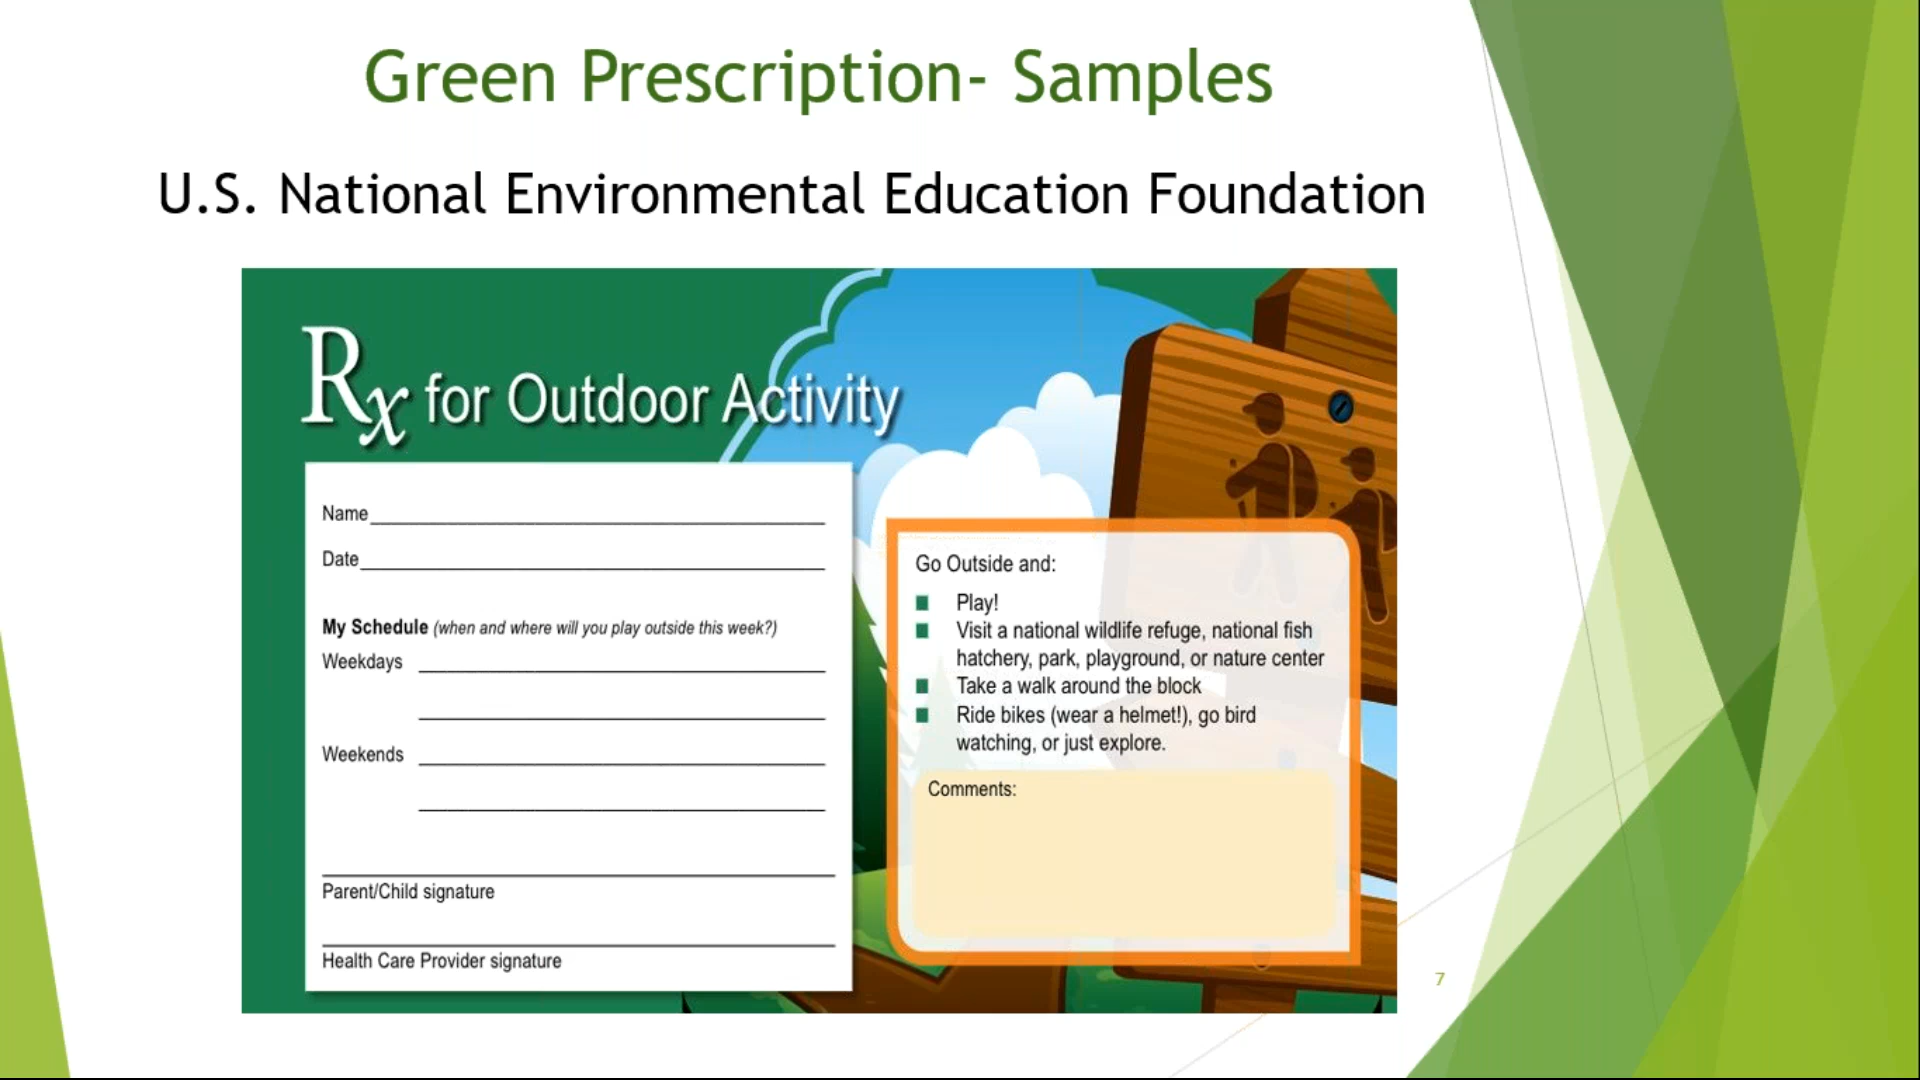 Green Prescription- Samples
U.S. National Environmental Education Foundation
Rx for Outdoor Activity
Name
Date
My Schedule (when and where will you play outside this week?)
Weekdays
Weekends
Parent/Child signature
Health Care Provider signature
Go Outside and:
Play!
Visit a national wildlife refuge, national fish
hatchery, park, playground, or nature center
Take a walk around the block
Ride bikes (wear a helmet!), go bird
watching, or just explore.
Comments:
7